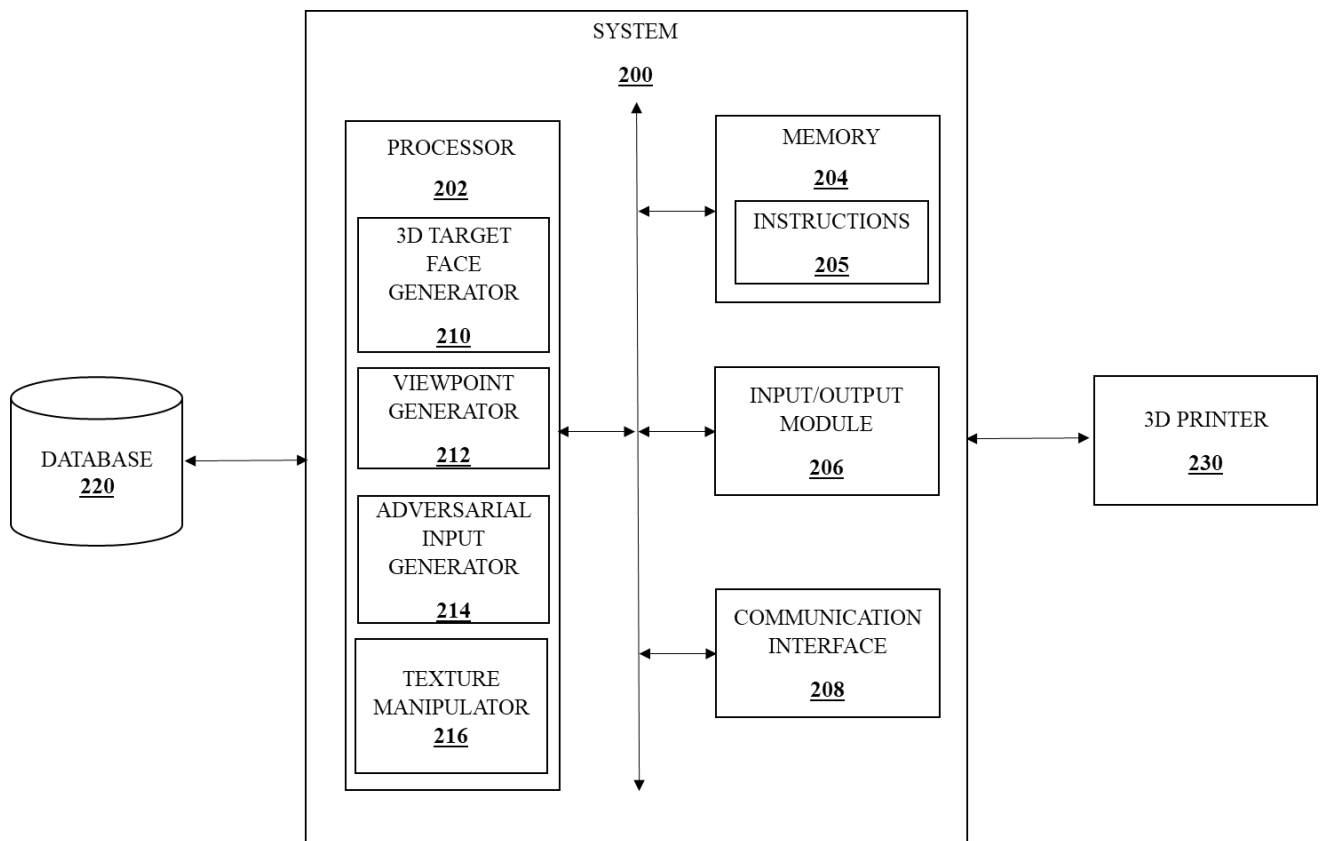 SYSTEM
200
PROCESSOR
202
3D TARGET
FACE
GENERATOR
210
VIEWPOINT
GENERATOR
212
ADVERSARIAL
INPUT
GENERATOR
214
TEXTURE
MANIPULATOR
216
MEMORY
204
INSTRUCTIONS
205
INPUT/OUTPUT
MODULE
206
COMMUNICATION
INTERFACE
208
DATABASE
220
3D PRINTER
230